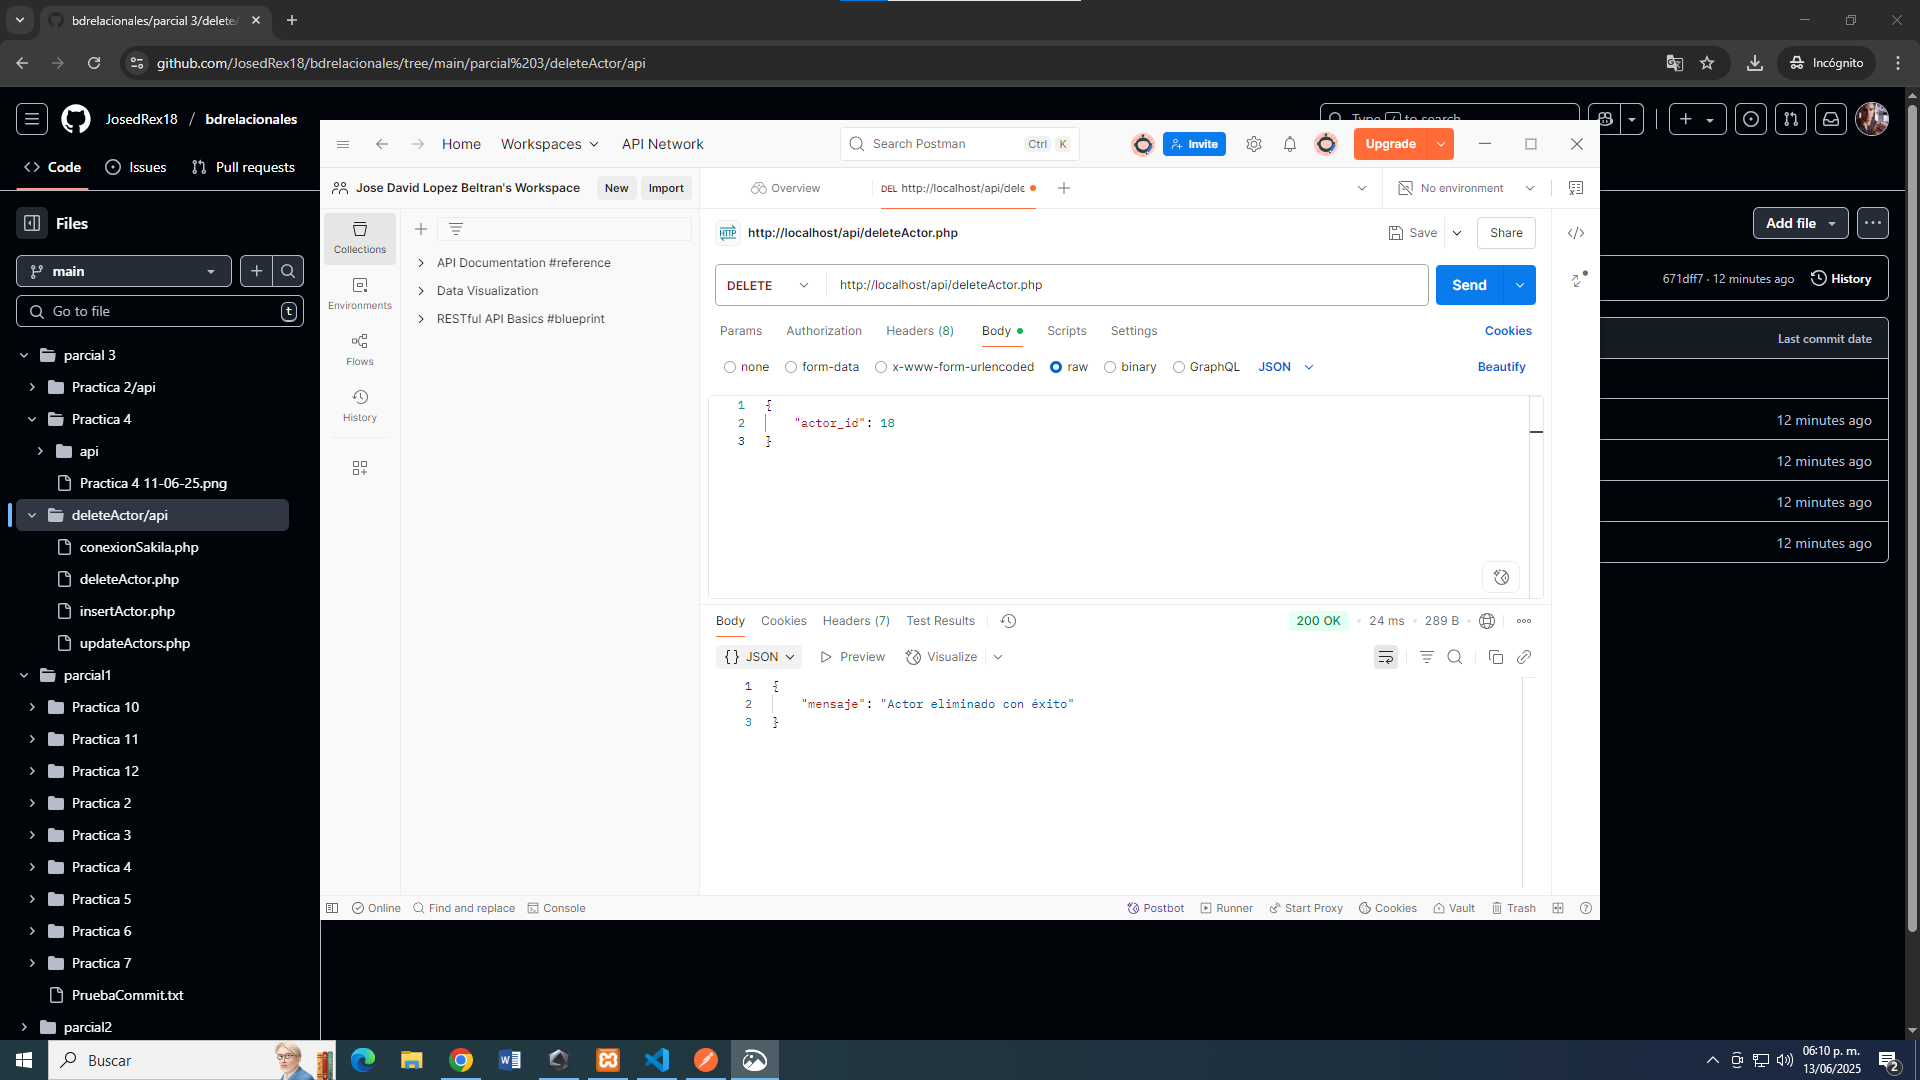 bdrelacionales/parcial 3/delete
github.com/JosedRex18/bdrelacionales/tree/main/parcial%203/deleteActor/api
Incógnito
JosedRex18 / bdrelacionales
Type / to search
Code
Issues
Pull requests
Files
main
Go to file
t
parcial 3
Practica 2/api
Practica 4
api
Practica 4 11-06-25.png
deleteActor/api
conexionSakila.php
deleteActor.php
insertActor.php
updateActors.php
parcial1
Practica 10
Practica 11
Practica 12
Practica 2
Practica 3
Practica 4
Practica 5
Practica 6
Practica 7
PruebaCommit.txt
parcial2
Add file
671dff7 · 12 minutes ago
History
Last commit date
12 minutes ago
12 minutes ago
12 minutes ago
12 minutes ago
Home
Workspaces
API Network
Search Postman
Ctrl K
Invite
Upgrade
Jose David Lopez Beltran's Workspace
New
Import
Overview
DEL http://localhost/api/dele
No environment
Collections
Environments
Flows
History
API Documentation #reference
Data Visualization
RESTful API Basics #blueprint
HTTP
http://localhost/api/deleteActor.php
Save
Share
DELETE
http://localhost/api/deleteActor.php
Send
Params
Authorization
Headers (8)
Body
Scripts
Settings
Cookies
none
form-data
x-www-form-urlencoded
raw
binary
GraphQL
JSON
Beautify
1 {
2 "actor_id": 18
3 }
Body
Cookies
Headers (7)
Test Results
200 OK
24 ms
289 B
{} JSON
Preview
Visualize
1 {
2 "mensaje": "Actor eliminado con éxito"
3 }
Online
Find and replace
Console
Postbot
Runner
Start Proxy
Cookies
Vault
Trash
Buscar
06:10 p. m.
13/06/2025
2